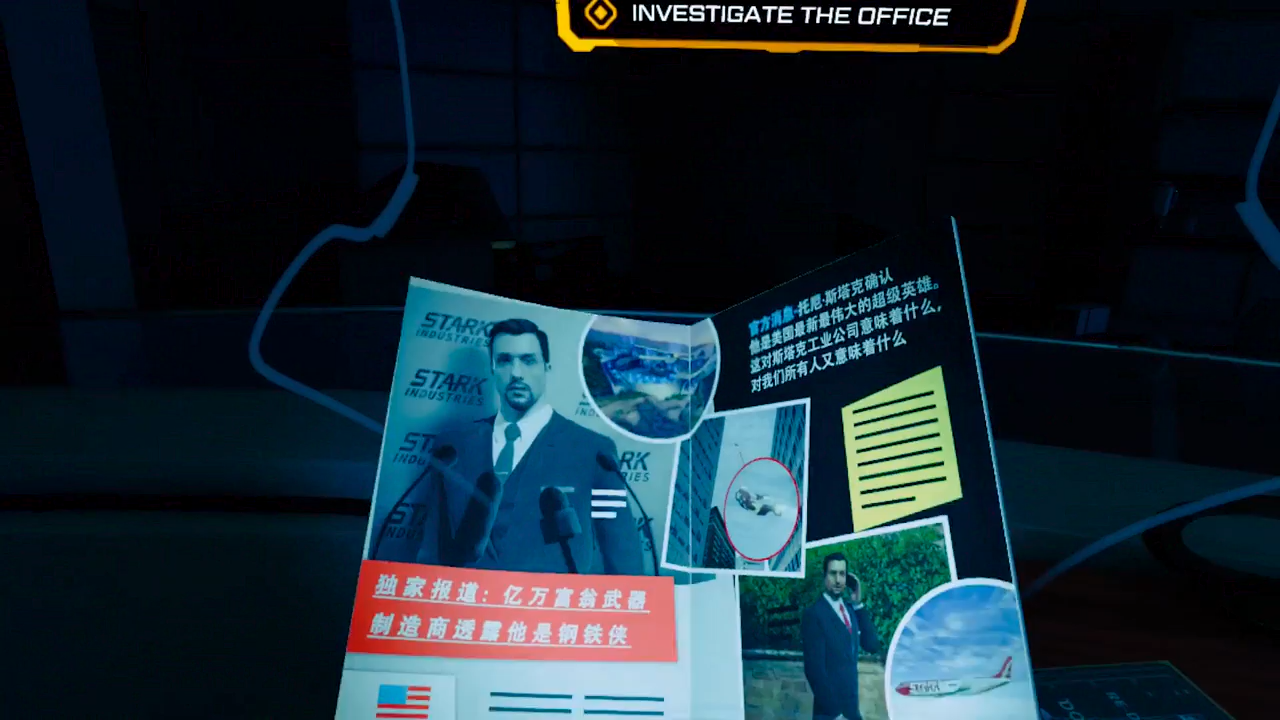 INVESTIGATE THE OFFICE
STARK
INDUSTRIES
STARK
INDUSTRIES
官方消息·托尼·斯塔克确认
他是美国最新最伟大的超级英雄。
这对斯塔克工业公司意味着什么，
对我们所有人又意味着什么
独家报道：亿万富翁武器
制造商透露他是钢铁侠
STARK